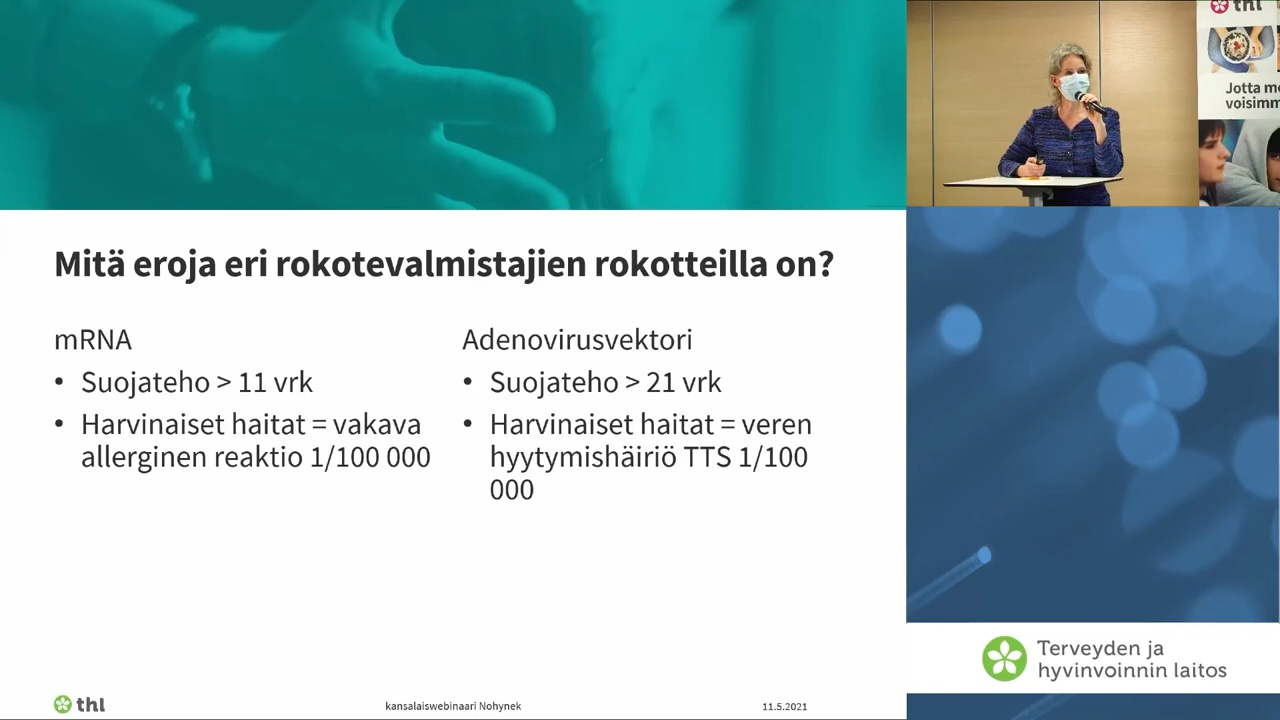 Mitä eroja eri rokotevalmistajien rokotteilla on?
mRNA
• Suojateho > 11 vrk
• Harvinaiset haitat = vakava
allerginen reaktio 1/100 000
Adenovirusvektori
• Suojateho > 21 vrk
• Harvinaiset haitat = veren
hyytymishäiriö TTS 1/100
000
thl
kansalaiswebinaari Nohynek
11.5.2021
thl
Jotta me
voisimm
Terveyden ja
hyvinvoinnin laitos